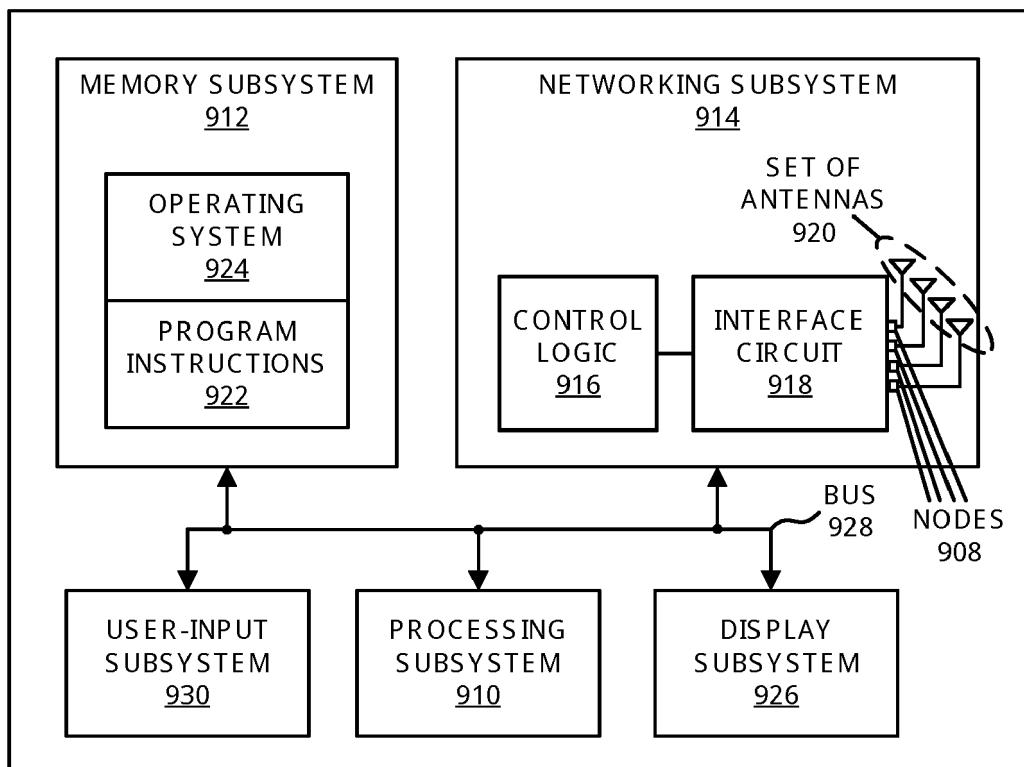 MEMORY SUBSYSTEM
912
OPERATING
SYSTEM
924
PROGRAM
INSTRUCTIONS
922
NETWORKING SUBSYSTEM
914
SET OF
ANTENNAS
920
CONTROL
LOGIC
916
INTERFACE
CIRCUIT
918
BUS
928
NODES
908
USER-INPUT
SUBSYSTEM
930
PROCESSING
SUBSYSTEM
910
DISPLAY
SUBSYSTEM
926